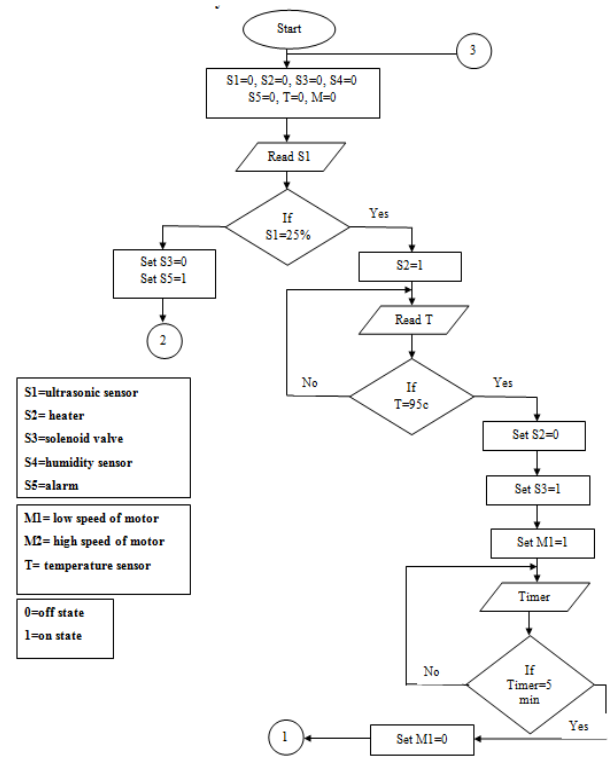 Start
3
S1=0, S2=0, S3=0, S4=0
S5=0, T=0, M=0
Read S1
If
S1=25%
Yes
Set S3=0
Set S5=1
S2=1
2
Read T
No
If
T=95c
Yes
S1=ultrasonic sensor
S2= heater
S3=solenoid valve
S4=humidity sensor
S5=alarm
Set S2=0
Set S3=1
M1= low speed of motor
M2= high speed of motor
T= temperature sensor
Set M1=1
0=off state
1=on state
Timer
No
If
Timer=5
min
Yes
1
Set M1=0